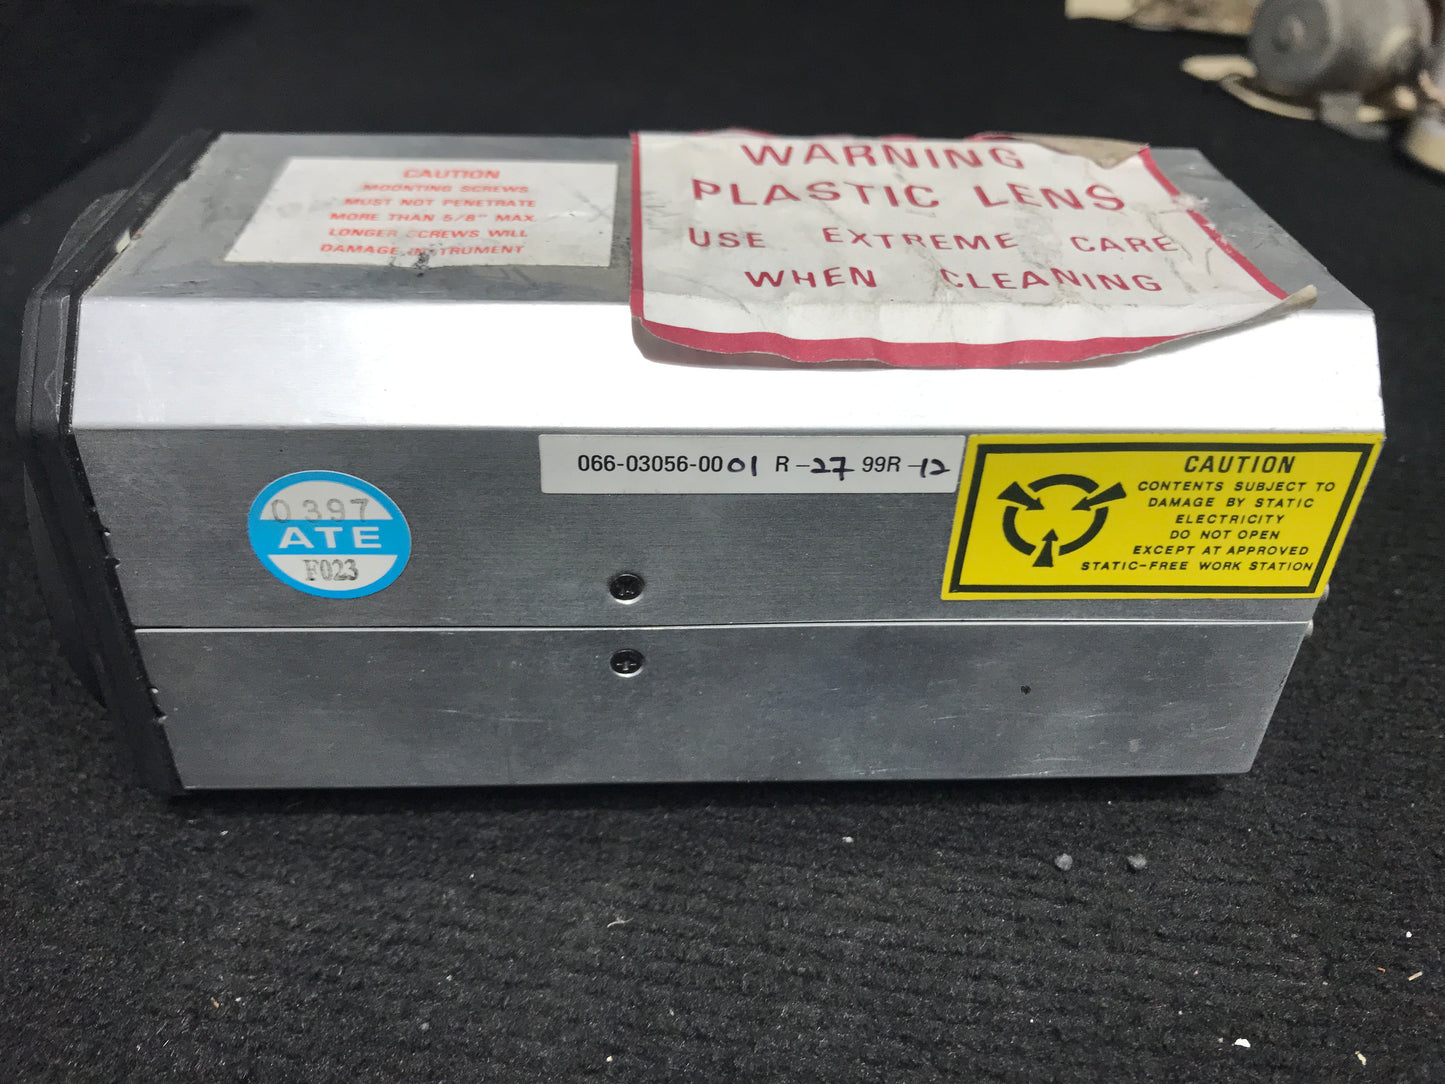 CAUTION
MOUNTING SCREWS
MUST NOT PENETRATE
MORE THAN 5/8" MAX.
LONGER SCREWS WILL
DAMAGE INSTRUMENT
WARNING
PLASTIC LENS
USE EXTREME CARE
WHEN CLEANING
066-03056-0001 R-27 99R-12
0397
ATE
F023
CAUTION
CONTENTS SUBJECT TO
DAMAGE BY STATIC
ELECTRICITY
DO NOT OPEN
EXCEPT AT APPROVED
STATIC-FREE WORK STATION